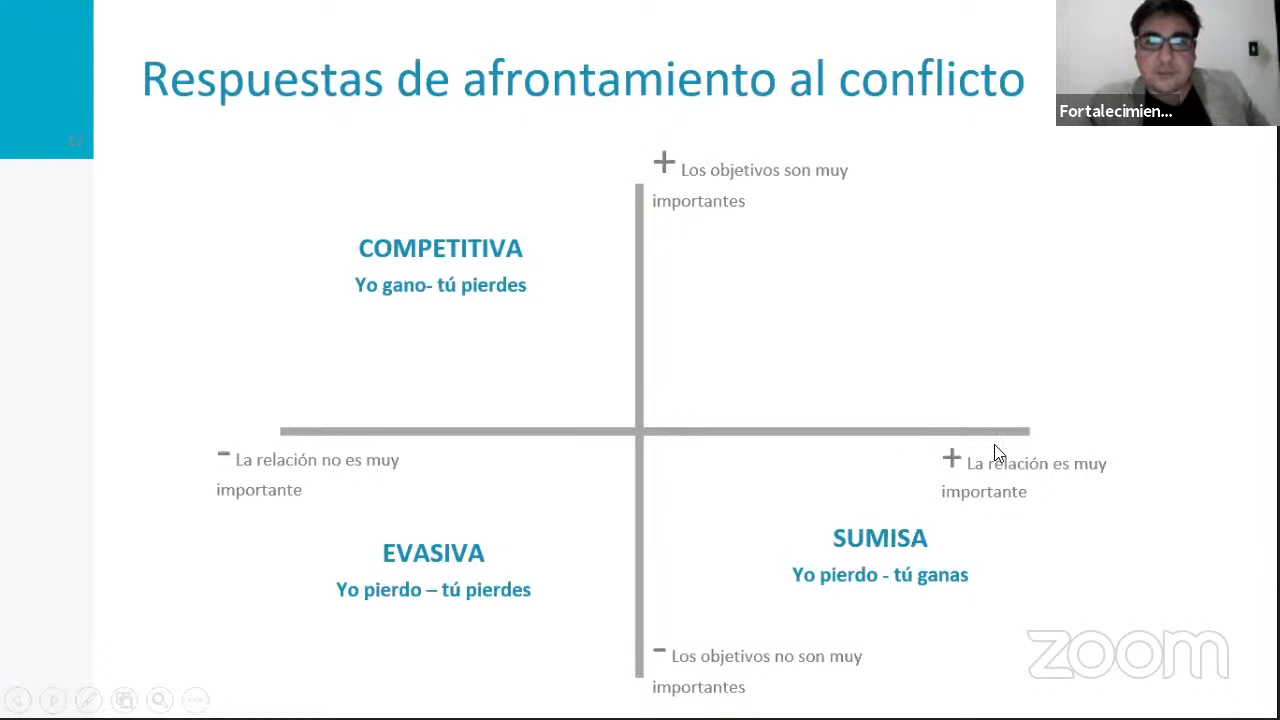 Respuestas de afrontamiento al conflicto
Fortalecimien...
12
+ Los objetivos son muy
importantes
COMPETITIVA
Yo gano- tú pierdes
- La relación no es muy
importante
+ La relación es muy
importante
EVASIVA
Yo pierdo – tú pierdes
SUMISA
Yo pierdo - tú ganas
- Los objetivos no son muy
importantes
zoom